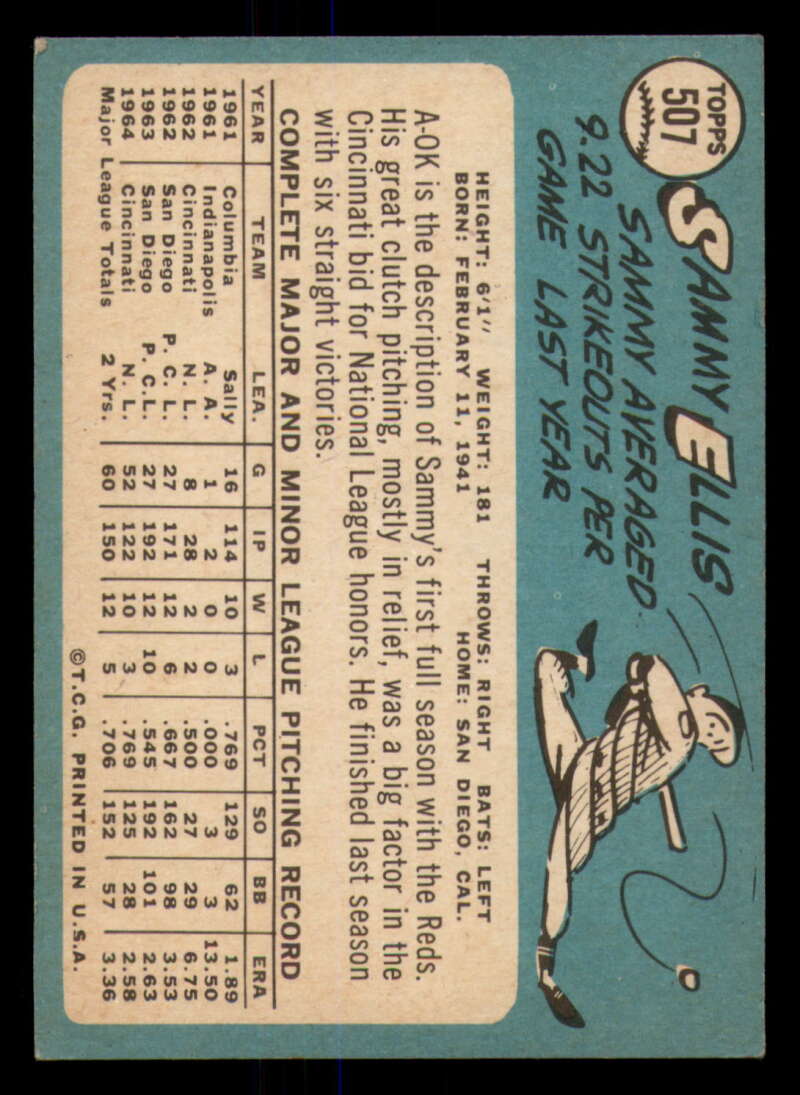 TOPPS
507
SAMMY ELLIS
SAMMY AVERAGED
9.22 STRIKEOUTS PER
GAME LAST YEAR
HEIGHT: 6'1" WEIGHT: 181 THROWS: RIGHT BATS: LEFT
BORN: FEBRUARY 11, 1941 HOME: SAN DIEGO, CAL.
A-OK is the description of Sammy's first full season with the Reds.
His great clutch pitching, mostly in relief, was a big factor in the
Cincinnati bid for National League honors. He finished last season
with six straight victories.
COMPLETE MAJOR AND MINOR LEAGUE PITCHING RECORD
YEAR TEAM LEA. G IP W L PCT SO BB ERA
1961 Columbia Sally 16 114 10 3 .769 129 62 1.89
1961 Indianapolis A. A. 1 2 0 0 .000 3 3 13.50
1962 Cincinnati N. L. 8 28 2 2 .500 27 29 6.75
1962 San Diego P. C. L. 27 171 12 6 .667 162 98 3.53
1963 San Diego P. C. L. 27 192 12 10 .545 192 101 2.63
1964 Cincinnati N. L. 52 122 10 3 .769 125 28 2.58
Major League Totals 2 Yrs. 60 150 12 5 .706 152 57 3.36
©T.C.G. PRINTED IN U.S.A.